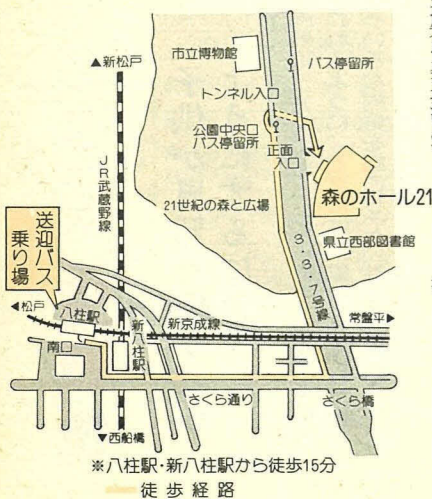 ▲新松戸
市立博物館
バス停留所
トンネル入口
公園中央口
バス停留所
正面
入口
森のホール21
JR武蔵野線
21世紀の森と広場
県立西部図書館
3・3・7号線
送迎バス
乗り場
◀松戸
八柱駅
新八柱駅
新京成線
常盤平▶
南口
さくら通り
さくら橋
▼西船橋
※八柱駅・新八柱駅から徒歩15分
徒歩経路